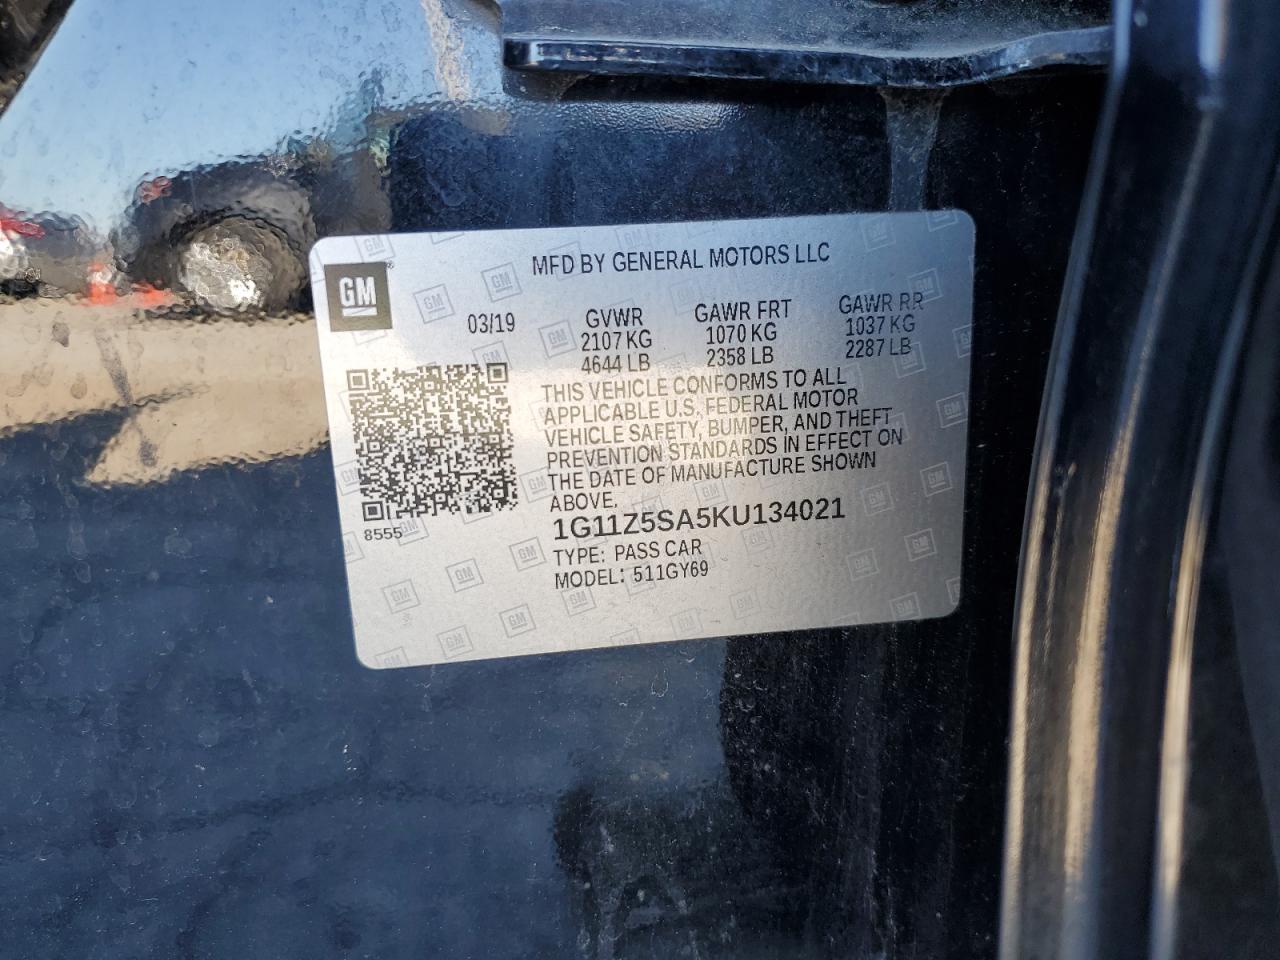 MFD BY GENERAL MOTORS LLC
GM
03/19
GVWR
2107 KG
4644 LB
GAWR FRT
1070 KG
2358 LB
GAWR RR
1037 KG
2287 LB
THIS VEHICLE CONFORMS TO ALL
APPLICABLE U.S. FEDERAL MOTOR
VEHICLE SAFETY, BUMPER, AND THEFT
PREVENTION STANDARDS IN EFFECT ON
THE DATE OF MANUFACTURE SHOWN
ABOVE.
8555
1G11Z5SA5KU134021
TYPE: PASS CAR
MODEL: 511GY69